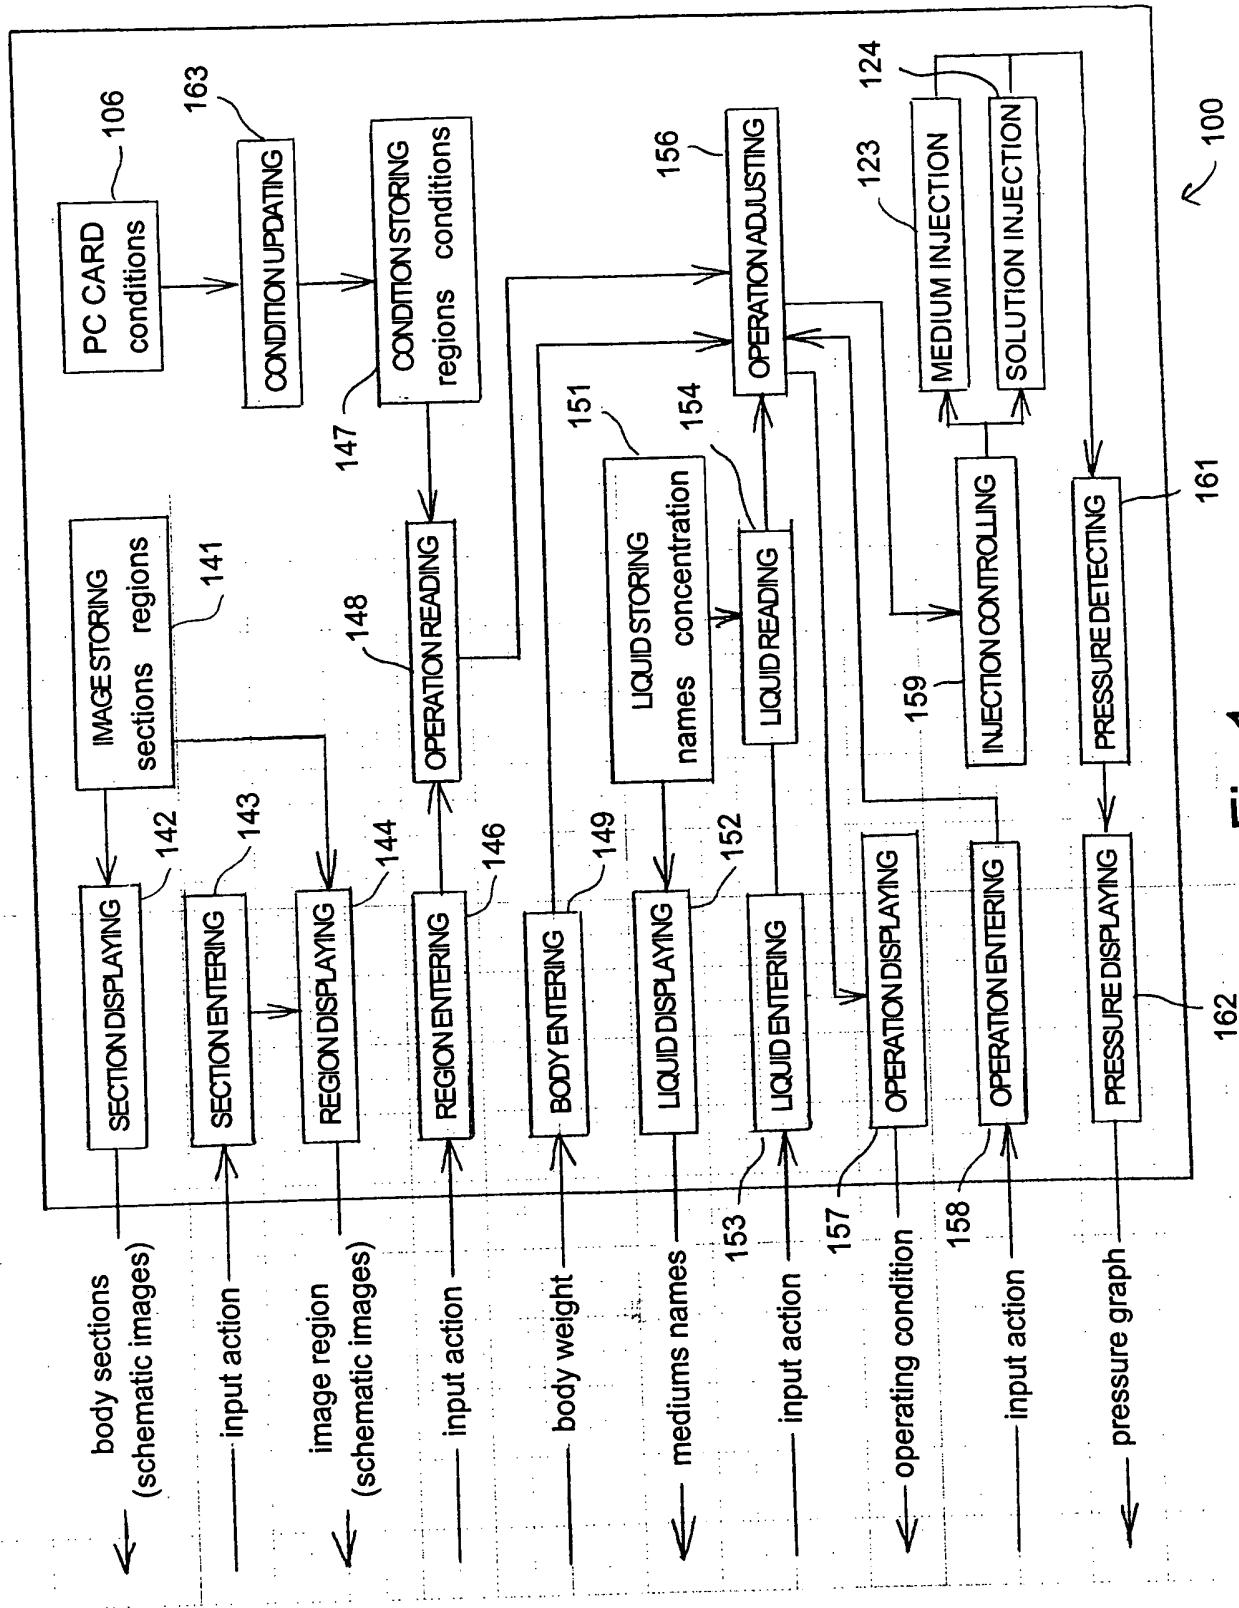 PC CARD
conditions
106
163
CONDITION UPDATING
CONDITION STORING
regions conditions
147
IMAGE STORING
sections regions
141
148
OPERATION READING
body sections
(schematic images)
SECTION DISPLAYING
142
input action
SECTION ENTERING
143
image region
(schematic images)
REGION DISPLAYING
144
input action
REGION ENTERING
146
body weight
BODY ENTERING
149
LIQUID STORING
names concentration
151
mediums names
LIQUID DISPLAYING
152
input action
153
LIQUID ENTERING
LIQUID READING
154
OPERATION ADJUSTING
156
operating condition
157
OPERATION DISPLAYING
input action
158
OPERATION ENTERING
159
INJECTION CONTROLLING
MEDIUM INJECTION
123
SOLUTION INJECTION
124
pressure graph
PRESSURE DISPLAYING
162
PRESSURE DETECTING
161
100